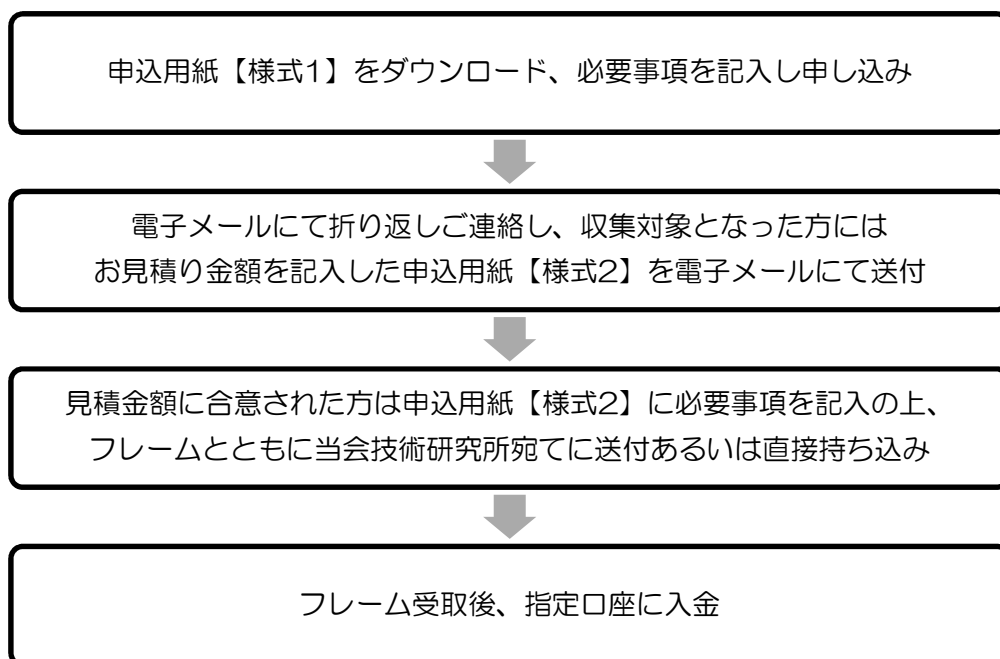 申込用紙【様式1】をダウンロード、必要事項を記入し申し込み
電子メールにて折り返しご連絡し、収集対象となった方には
お見積り金額を記入した申込用紙【様式2】を電子メールにて送付
見積金額に合意された方は申込用紙【様式2】に必要事項を記入の上、
フレームとともに当会技術研究所宛てに送付あるいは直接持ち込み
フレーム受取後、指定口座に入金